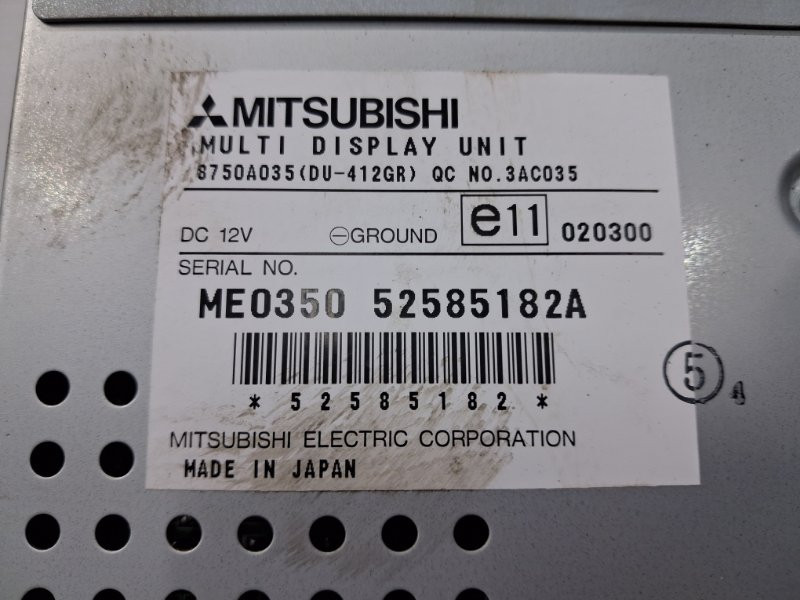 MITSUBISHI
MULTI DISPLAY UNIT
8750A035(DU-412GR) QC NO.3AC035
DC 12V ⊖GROUND e11 020300
SERIAL NO.
ME0350 52585182A
*52585182*
5 4
MITSUBISHI ELECTRIC CORPORATION
MADE IN JAPAN